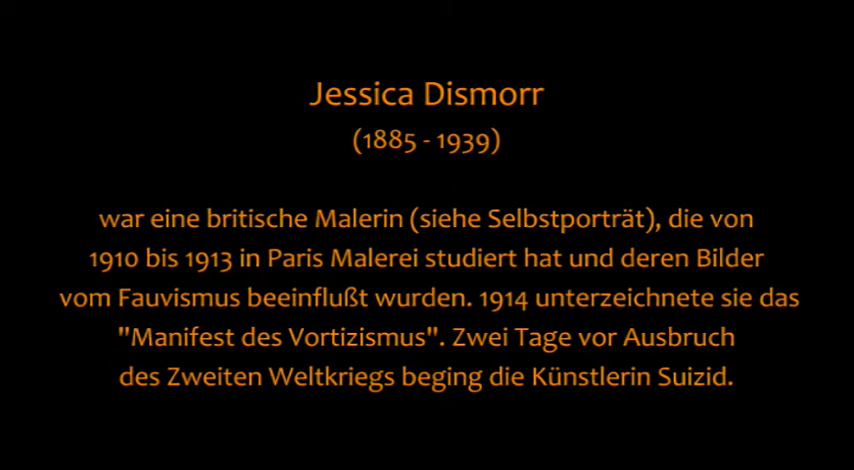 Jessica Dismorr
(1885 - 1939)
war eine britische Malerin (siehe Selbstporträt), die von
1910 bis 1913 in Paris Malerei studiert hat und deren Bilder
vom Fauvismus beeinflußt wurden. 1914 unterzeichnete sie das
"Manifest des Vortizismus". Zwei Tage vor Ausbruch
des Zweiten Weltkriegs beging die Künstlerin Suizid.